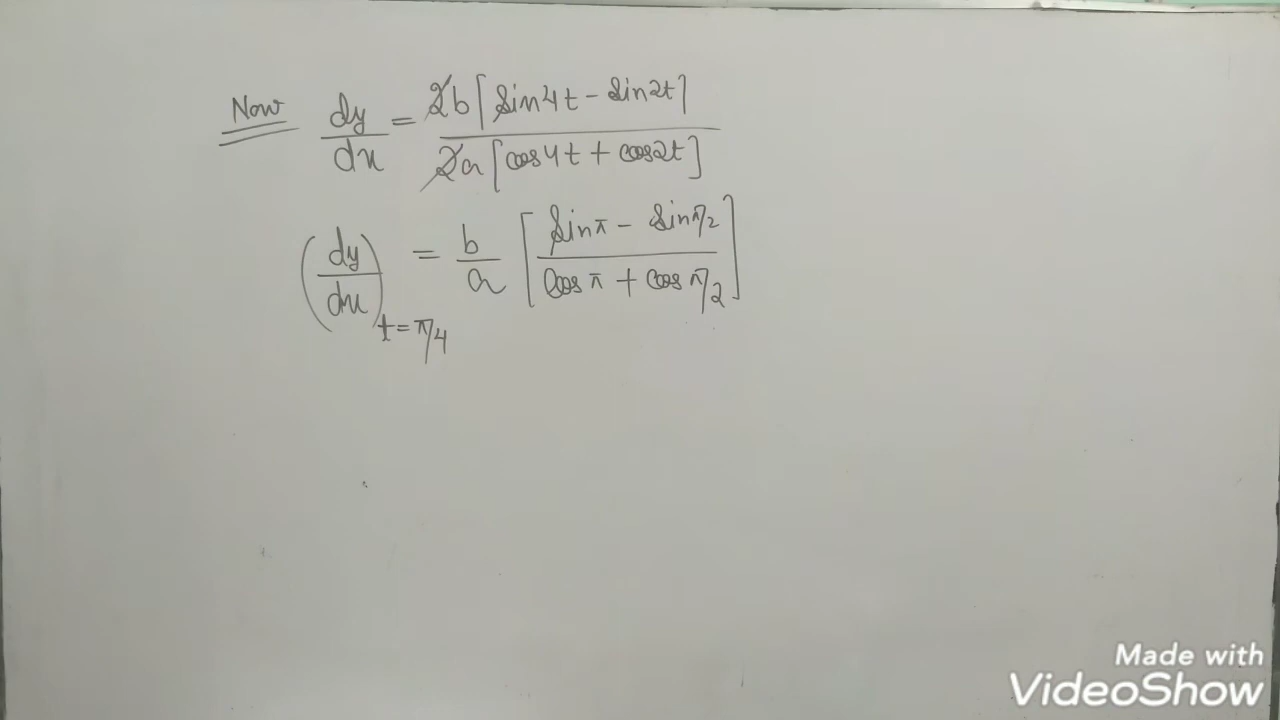 Now dy/dx = 2b[sin4t - sin2t] / 2a[cos4t + cos2t]
(dy/dx) t=π/4 = b/a [sinπ - sinπ/2 / cosπ + cosπ/2]
Made with
VideoShow